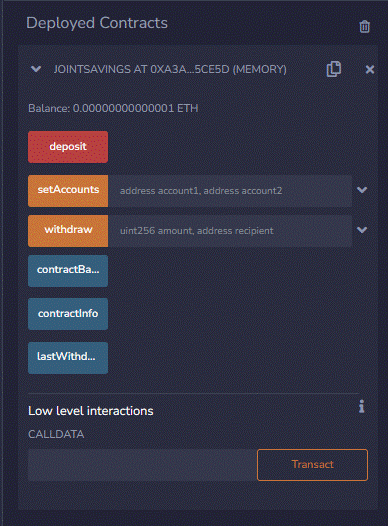 Deployed Contracts
JOINTSAVINGS AT 0XA3A...5CE5D (MEMORY)
Balance: 0.00000000000001 ETH
deposit
setAccounts address account1, address account2
withdraw uint256 amount, address recipient
contractBa...
contractInfo
lastWithd...
Low level interactions
CALLDATA
Transact